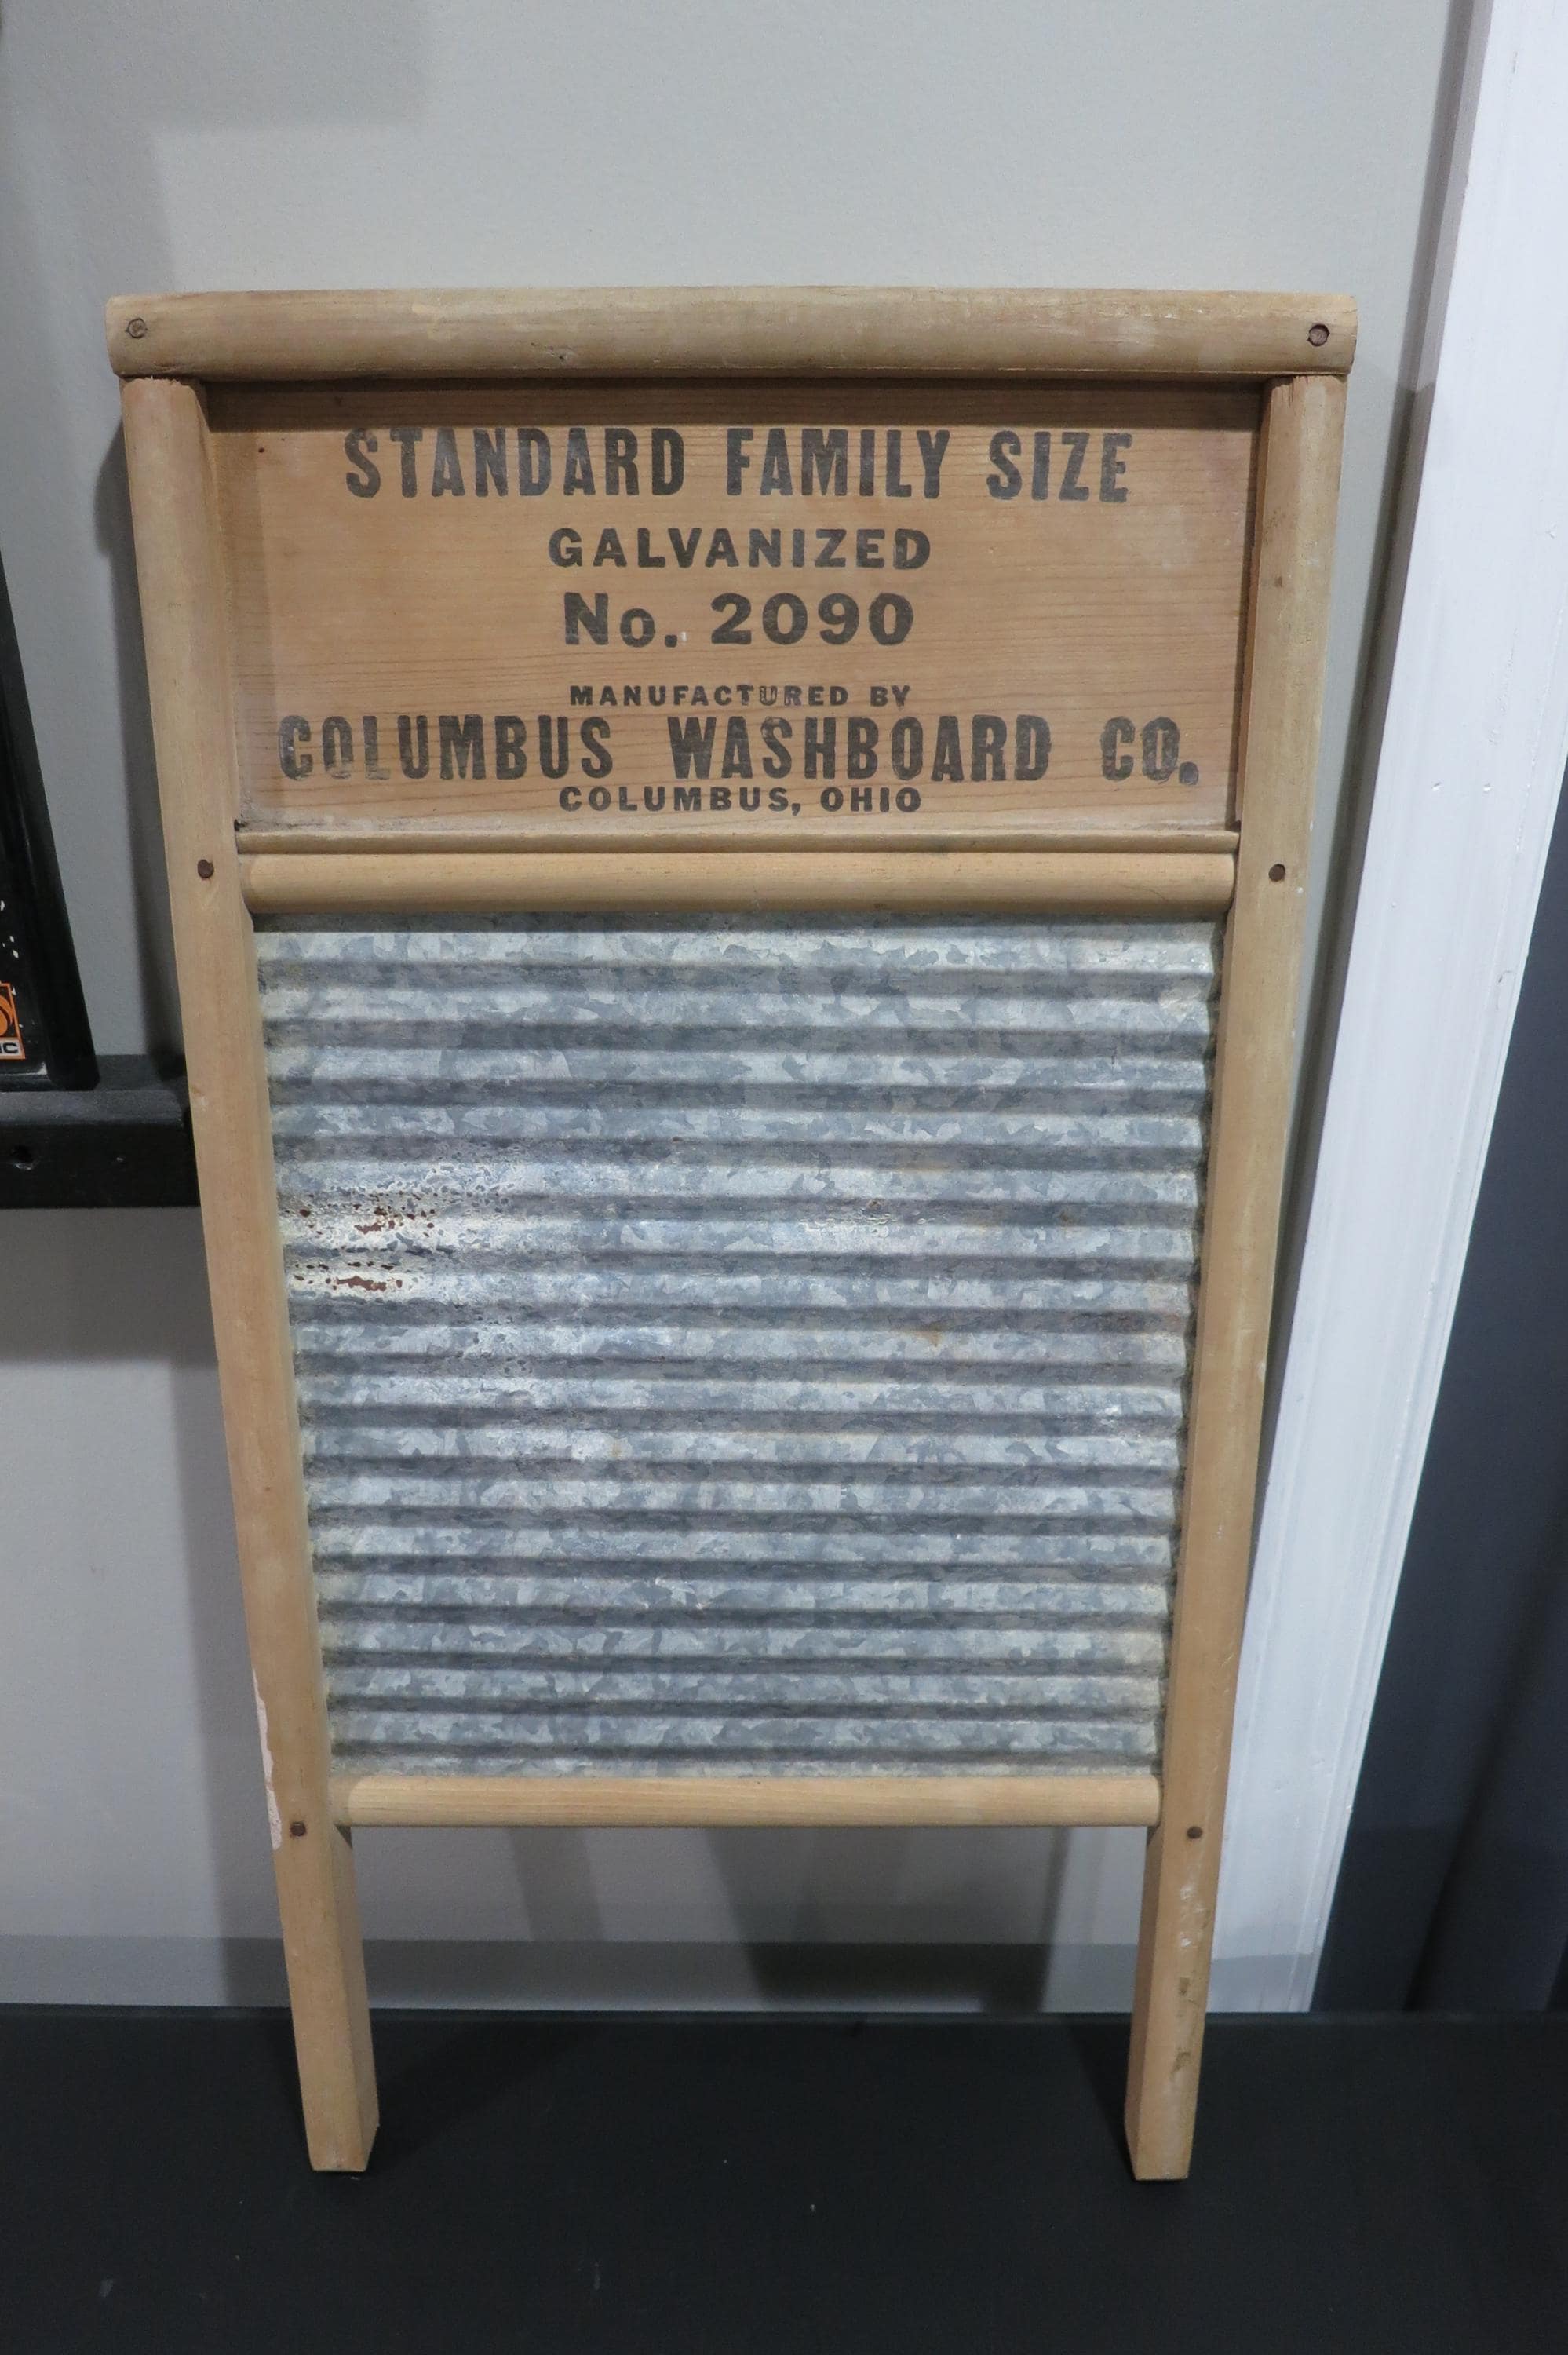 STANDARD FAMILY SIZE
GALVANIZED
No. 2090
MANUFACTURED BY
COLUMBUS WASHBOARD CO.
COLUMBUS, OHIO